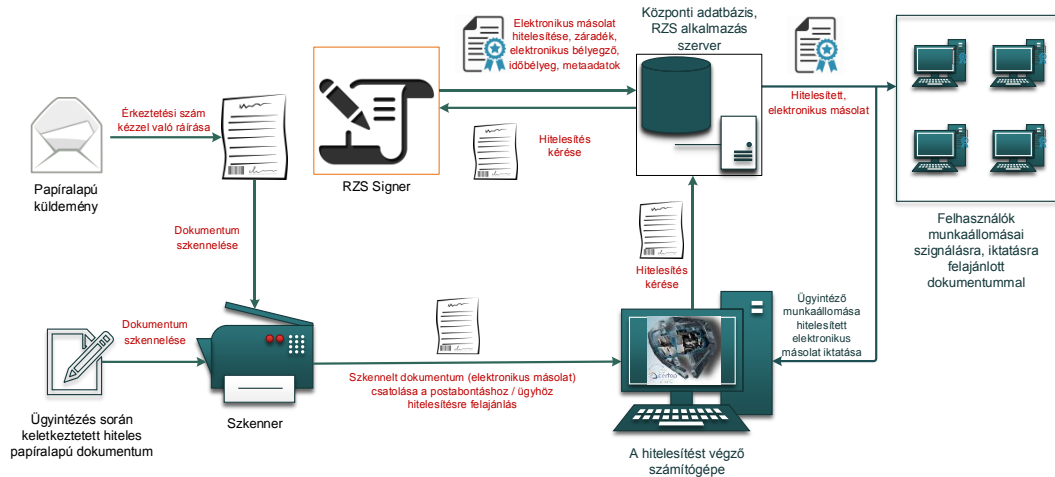 Elektronikus másolat
hitelesítése, záradék,
elektronikus bélyegző,
időbélyeg, metaadatok
Központi adatbázis,
RZS alkalmazás
szerver
Érkeztetési szám
kézzel való ráírása
Hitelesített,
elektronikus másolat
Hitelesítés
kérése
Papíralapú
küldemény
RZS Signer
Felhasználók
munkaállomásai
szignálásra, iktatásra
felajánlott
dokumentummal
Dokumentum
szkennelése
Hitelesítés
kérése
Dokumentum
szkennelése
Ügyintéző
munkaállomása
hitelesített
elektronikus
másolat iktatása
Szkennelt dokumentum (elektronikus másolat)
csatolása a postabontáshoz / ügyhöz
hitelesítésre felajánlás
Ügyintézés során
keletkeztetett hiteles
papíralapú dokumentum
Szkenner
A hitelesítést végző
számítógépe